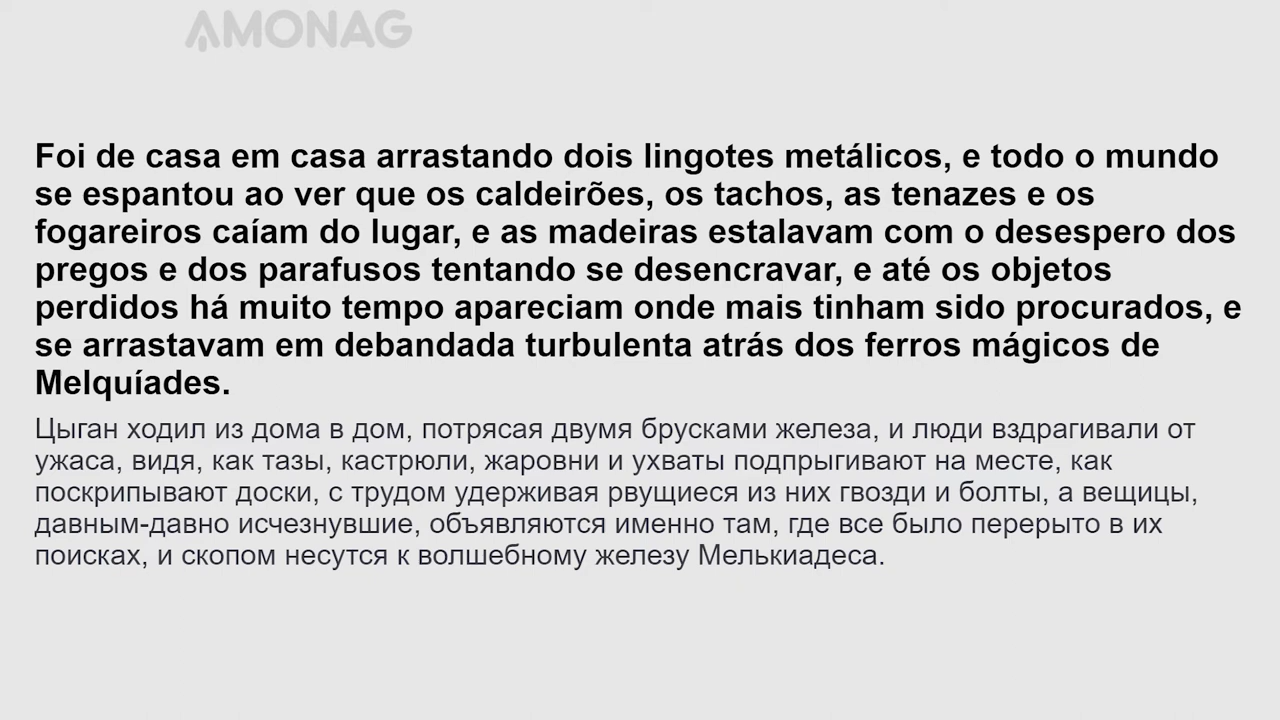 AMONAG
Foi de casa em casa arrastando dois lingotes metálicos, e todo o mundo
se espantou ao ver que os caldeirões, os tachos, as tenazes e os
fogareiros caíam do lugar, e as madeiras estalavam com o desespero dos
pregos e dos parafusos tentando se desencravar, e até os objetos
perdidos há muito tempo apareciam onde mais tinham sido procurados, e
se arrastavam em debandada turbulenta atrás dos ferros mágicos de
Melquíades.
Цыган ходил из дома в дом, потрясая двумя брусками железа, и люди вздрагивали от
ужаса, видя, как тазы, кастрюли, жаровни и ухваты подпрыгивают на месте, как
поскрипывают доски, с трудом удерживая рвущиеся из них гвозди и болты, а вещицы,
давным-давно исчезнувшие, объявляются именно там, где все было перерыто в их
поисках, и скопом несутся к волшебному железу Мелькиадеса.